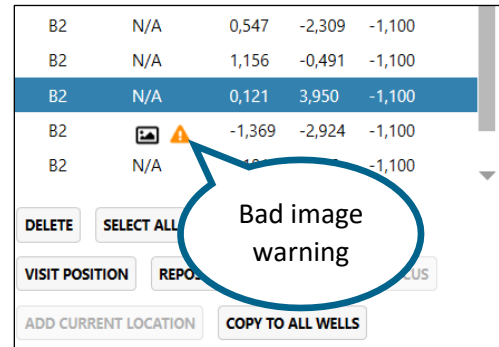 B2 N/A 0,547 -2,309 -1,100
B2 N/A 1,156 -0,491 -1,100
B2 N/A 0,121 3,950 -1,100
B2 -1,369 -2,924 -1,100
B2 N/A -1,100
Bad image
warning
DELETE SELECT ALL
VISIT POSITION
ADD CURRENT LOCATION COPY TO ALL WELLS